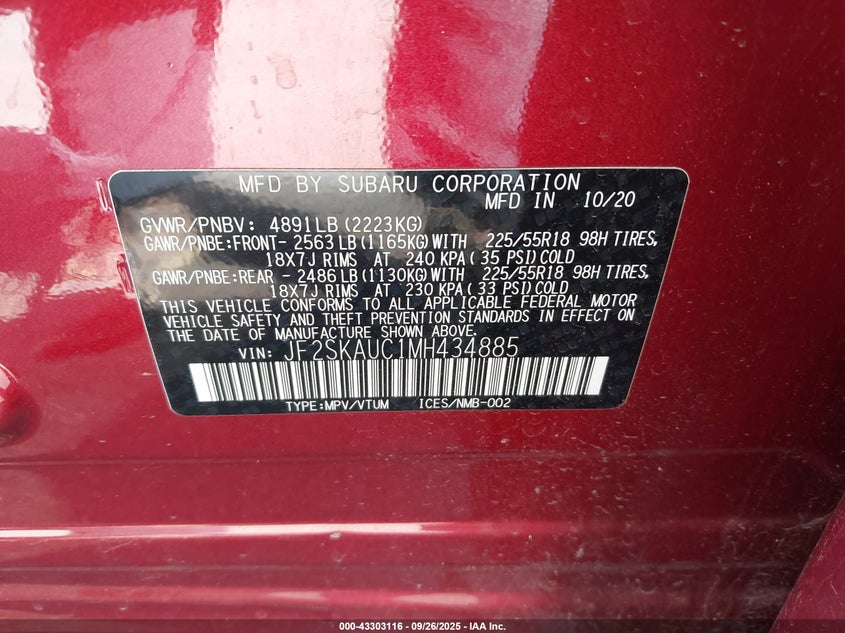 MFD BY SUBARU CORPORATION
MFD IN 10/20
GVWR/PNBV: 4891LB(2223KG)
GAWR/PNBE:FRONT- 2563LB(1165KG)WITH 225/55R18 98H TIRES,
18X7J RIMS AT 240 KPA( 35 PSI)COLD
GAWR/PNBE:REAR - 2486LB(1130KG)WITH 225/55R18 98H TIRES,
18X7J RIMS AT 230 KPA( 33 PSI)COLD
THIS VEHICLE CONFORMS TO ALL APPLICABLE FEDERAL MOTOR
VEHICLE SAFETY AND THEFT PREVENTION STANDARDS IN EFFECT ON
THE DATE OF MANUFACTURE SHOWN ABOVE.
VIN: JF2SKAUC1MH434885
TYPE:MPV/VTUM ICES/NMB-002
000-43303116 - 09/26/2025 - IAA Inc.